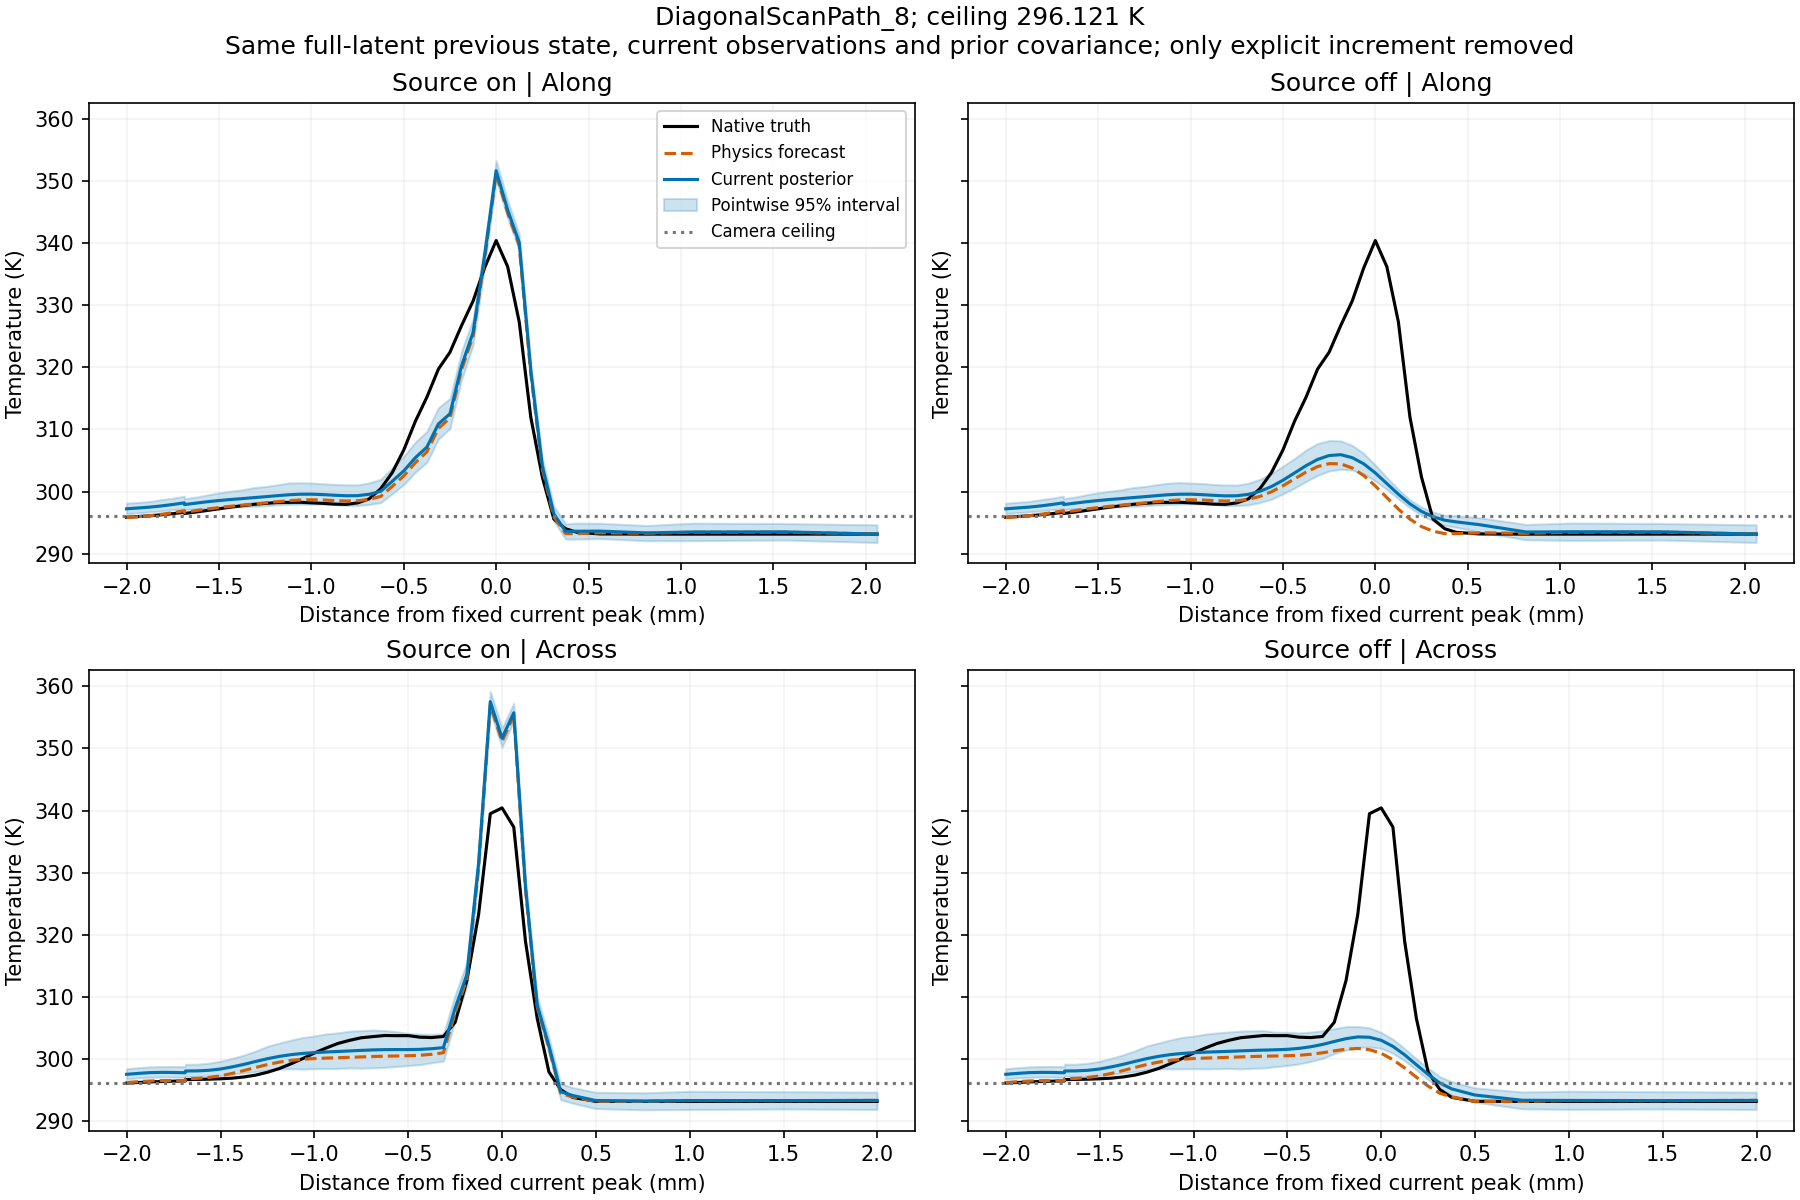 DiagonalScanPath_8; ceiling 296.121 K
Same full-latent previous state, current observations and prior covariance; only explicit increment removed
Source on | Along
Source off | Along
Temperature (K)
360
350
340
330
320
310
300
290
Native truth
Physics forecast
Current posterior
Pointwise 95% interval
Camera ceiling
Temperature (K)
−2.0 −1.5 −1.0 −0.5 0.0 0.5 1.0 1.5 2.0
−2.0 −1.5 −1.0 −0.5 0.0 0.5 1.0 1.5 2.0
Distance from fixed current peak (mm)
Distance from fixed current peak (mm)
Source on | Across
Source off | Across
Temperature (K)
360
350
340
330
320
310
300
290
Temperature (K)
−2.0 −1.5 −1.0 −0.5 0.0 0.5 1.0 1.5 2.0
−2.0 −1.5 −1.0 −0.5 0.0 0.5 1.0 1.5 2.0
Distance from fixed current peak (mm)
Distance from fixed current peak (mm)